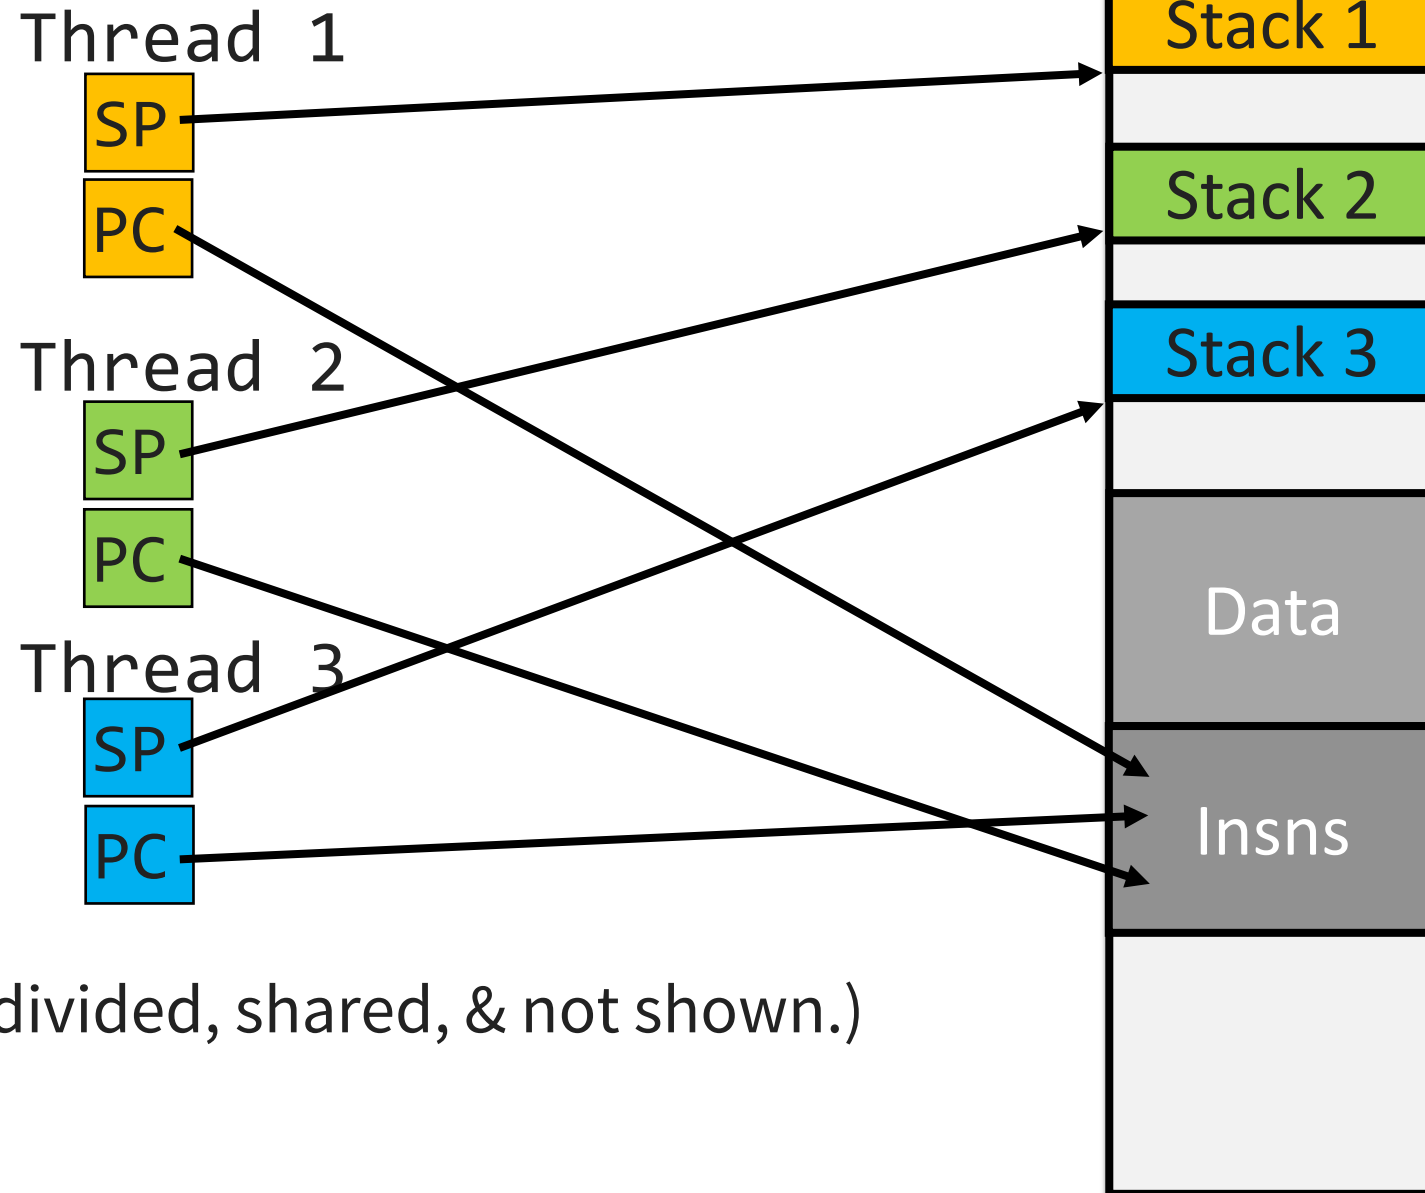 Thread 1
SP
PC
Thread 2
SP
PC
Thread 3
SP
PC
Stack 1
Stack 2
Stack 3
Data
Insns
divided, shared, & not shown.)